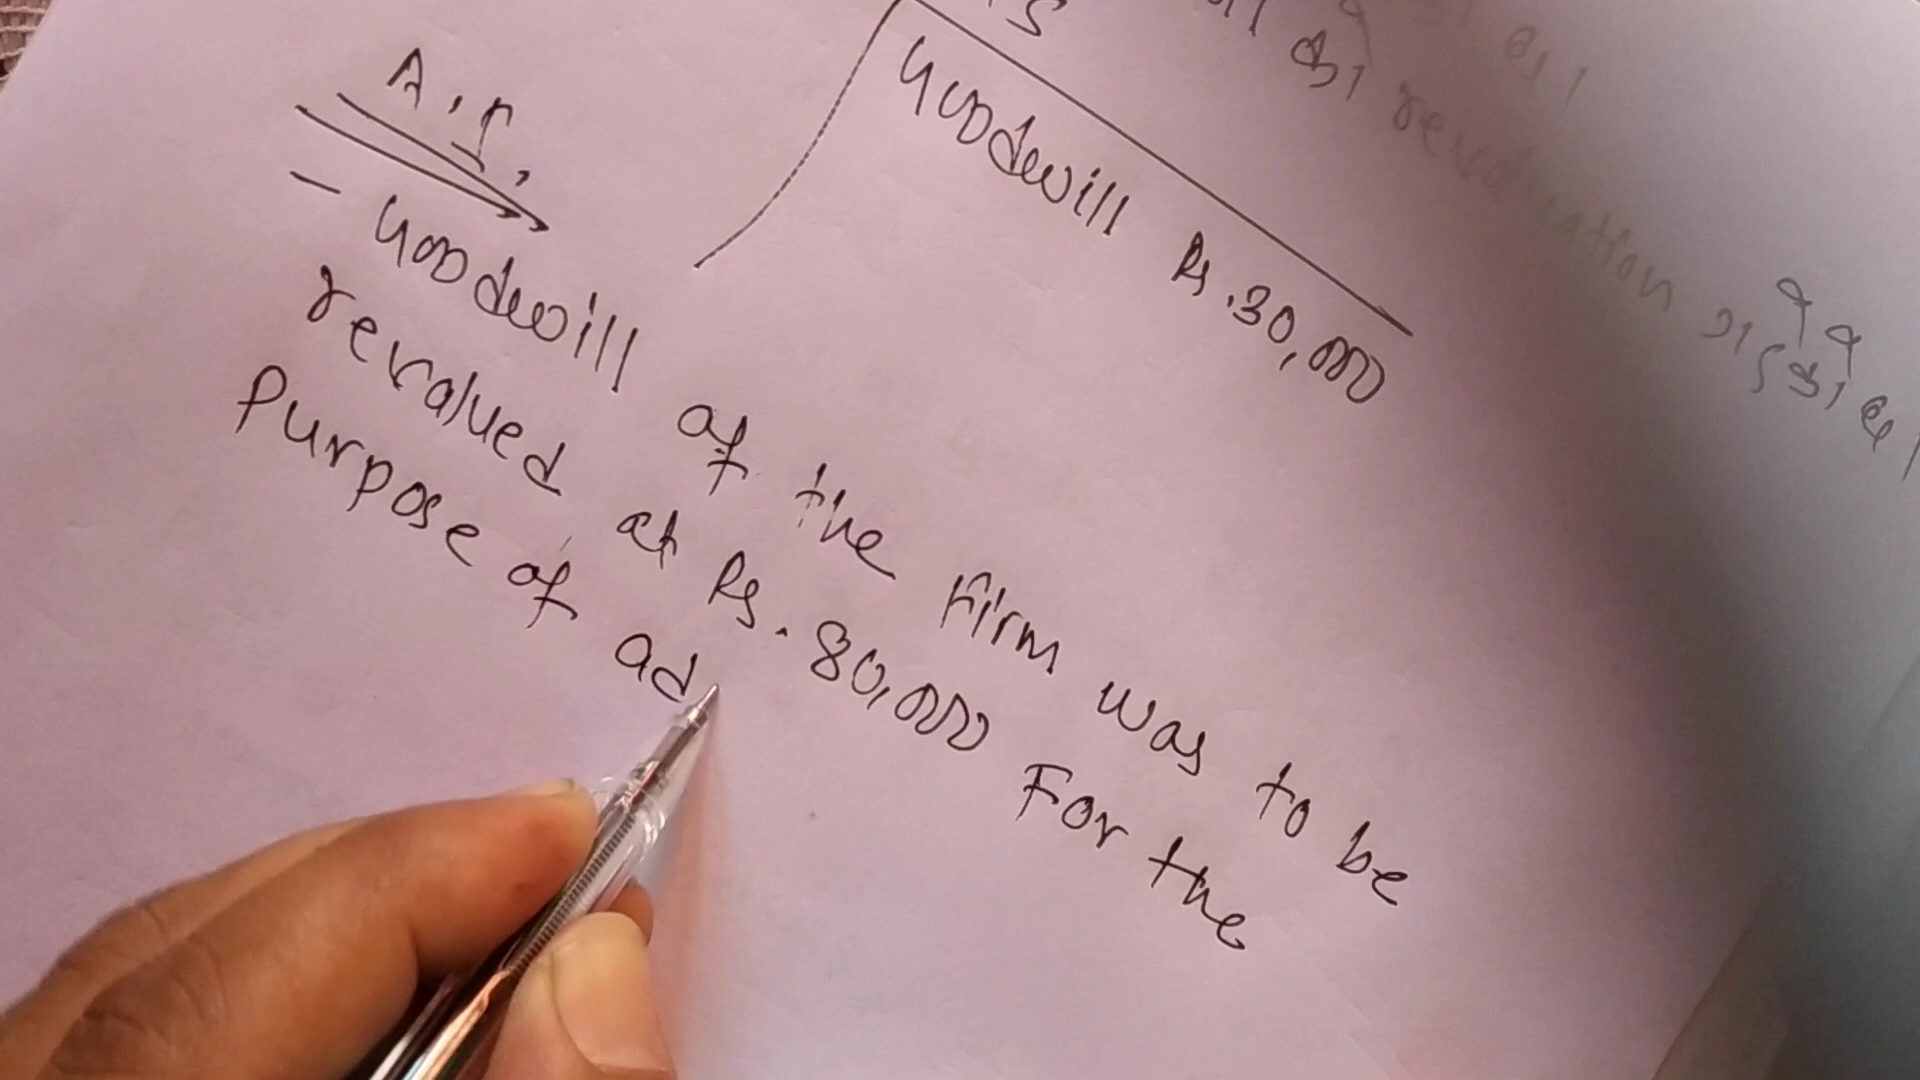 Goodwill Rs.30,000
A.I.
- Goodwill of the Firm was to be
revalued at Rs.80,000 For the
Purpose of ad
का revaluation